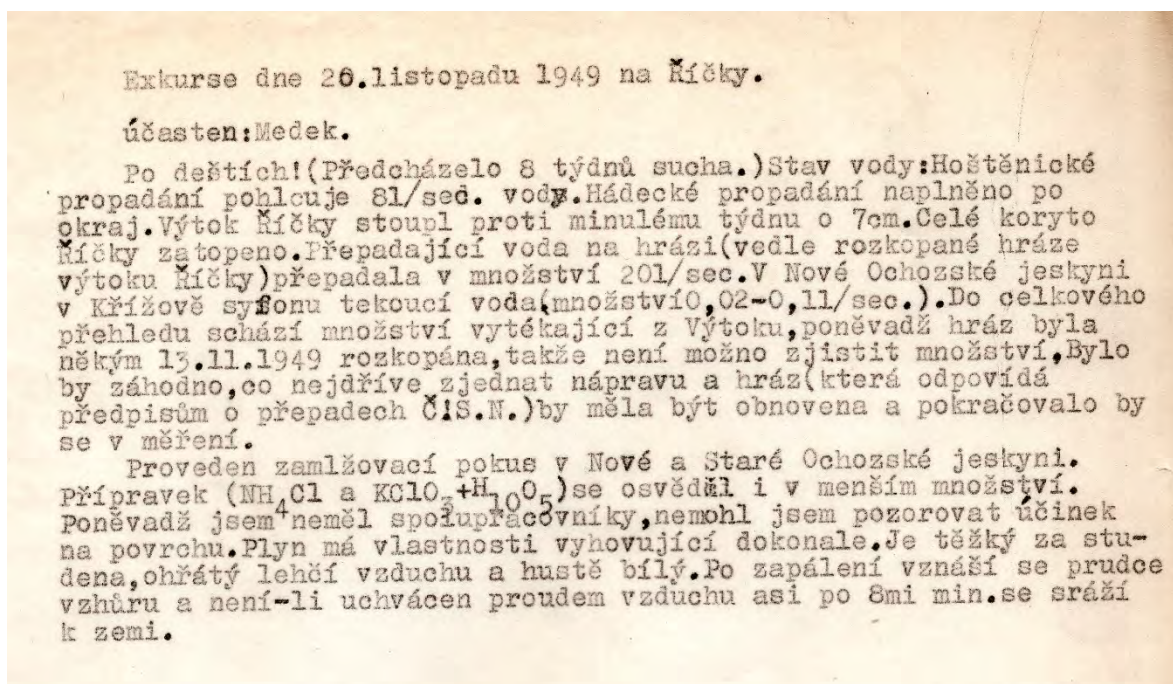 Exkurse dne 26.listopadu 1949 na Říčky.
účasten:Medek.
Po deštích!(Předcházelo 8 týdnů sucha.)Stav vody:Hoštěnické
propadání pohlcuje 8l/sec. vody.Hádecké propadání naplněno po
okraj.Výtok Říčky stoupl proti minulému týdnu o 7cm.Celé koryto
Říčky zatopeno.Přepadající voda na hrázi(vedle rozkopané hráze
výtoku Říčky)přepadala v množství 20l/sec.V Nové Ochozské jeskyni
v Křížově syfonu tekoucí voda(množství0,02-0,1l/sec.).Do celkového
přehledu schází množství vytékající z Výtoku,poněvadž hráz byla
někým 13.11.1949 rozkopána,takže není možno zjistit množství,Bylo
by záhodno,co nejdříve zjednat nápravu a hráz(která odpovídá
předpisům o přepadech Č!S.N.)by měla být obnovena a pokračovalo by
se v měření.
Proveden zamlžovací pokus v Nové a Staré Ochozské jeskyni.
Přípravek (NH4Cl a KClO3+H10O5)se osvědčil i v menším množství.
Poněvadž jsem neměl spolupracovníky,nemohl jsem pozorovat účinek
na povrchu.Plyn má vlastnosti vyhovující dokonale.Je těžký za stu-
dena,ohřátý lehčí vzduchu a hustě bílý.Po zapálení vznáší se prudce
vzhůru a není-li uchvácen proudem vzduchu asi po 8mi min.se sráží
k zemi.